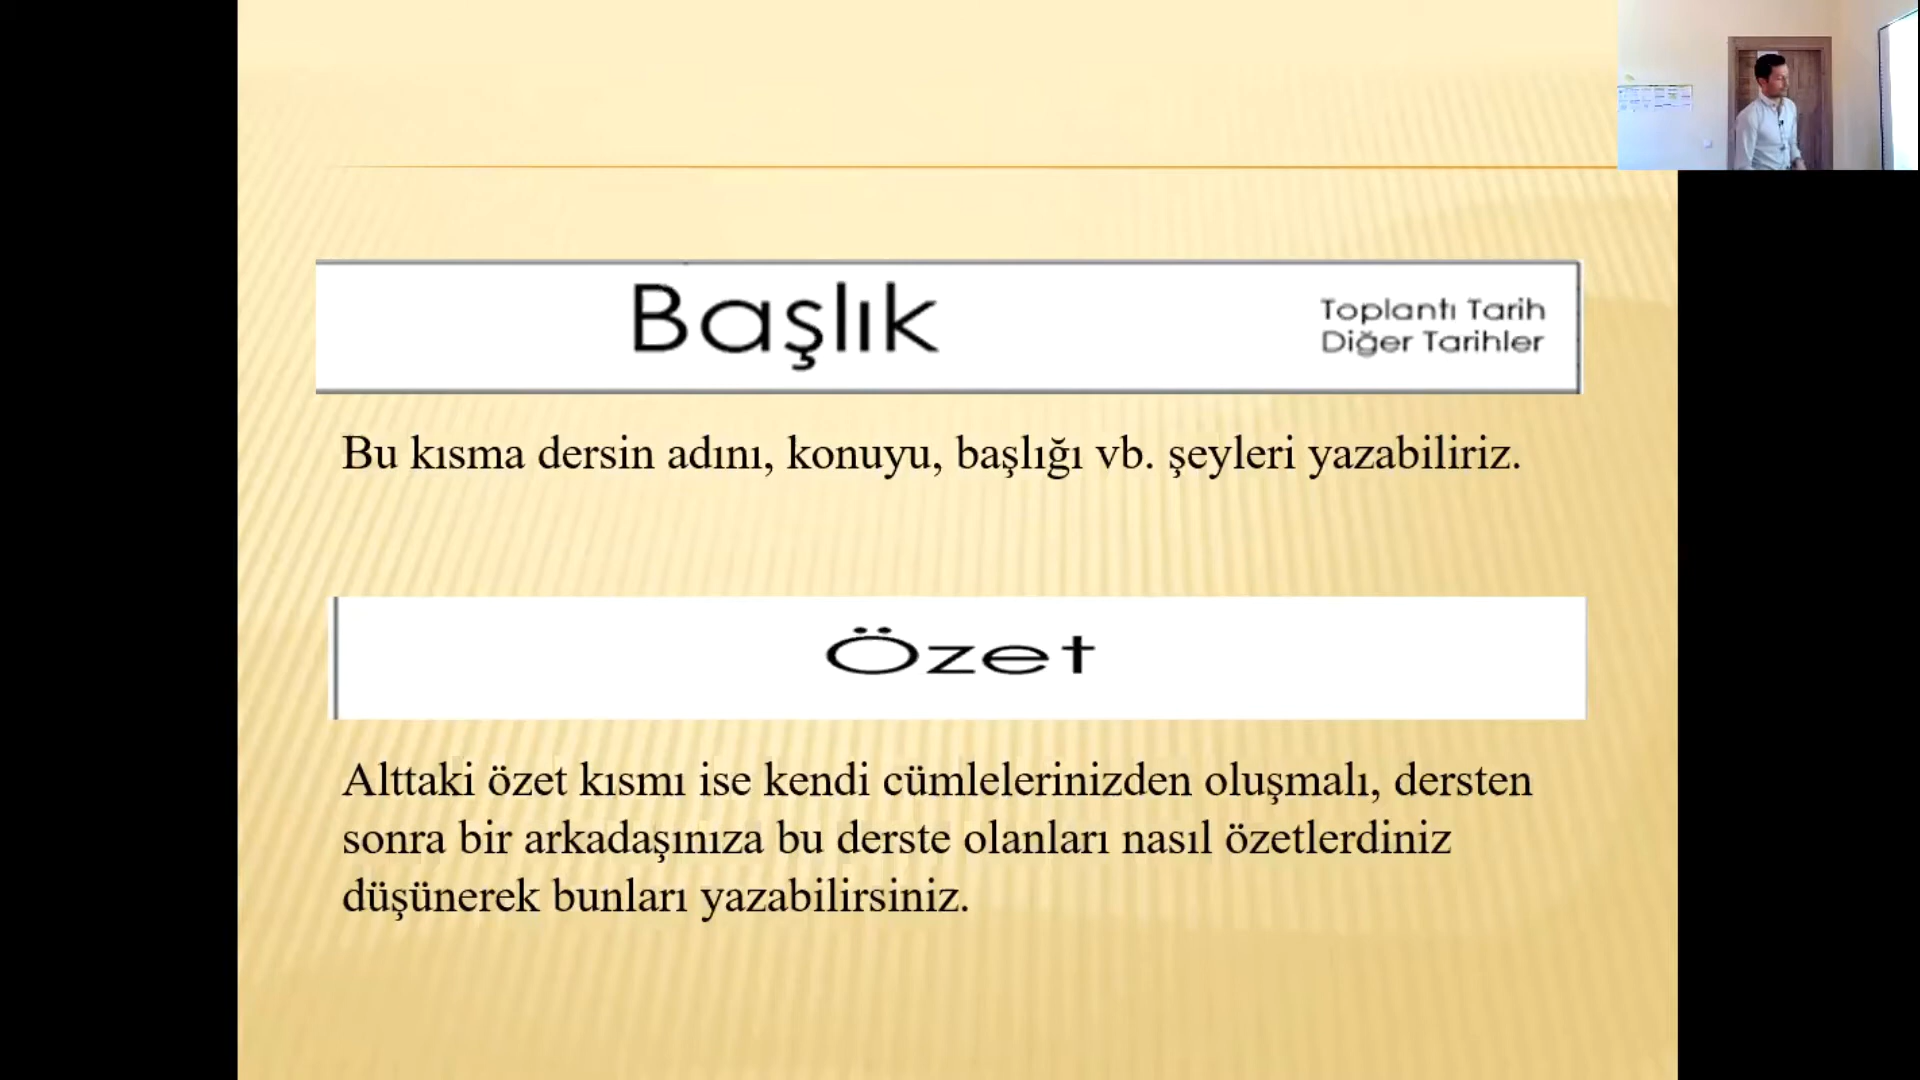 Başlık
Toplantı Tarih
Diğer Tarihler
Bu kısma dersin adını, konuyu, başlığı vb. şeyleri yazabiliriz.
Özet
Alttaki özet kısmı ise kendi cümlelerinizden oluşmalı, dersten
sonra bir arkadaşınıza bu derste olanları nasıl özetlerdiniz
düşünerek bunları yazabilirsiniz.